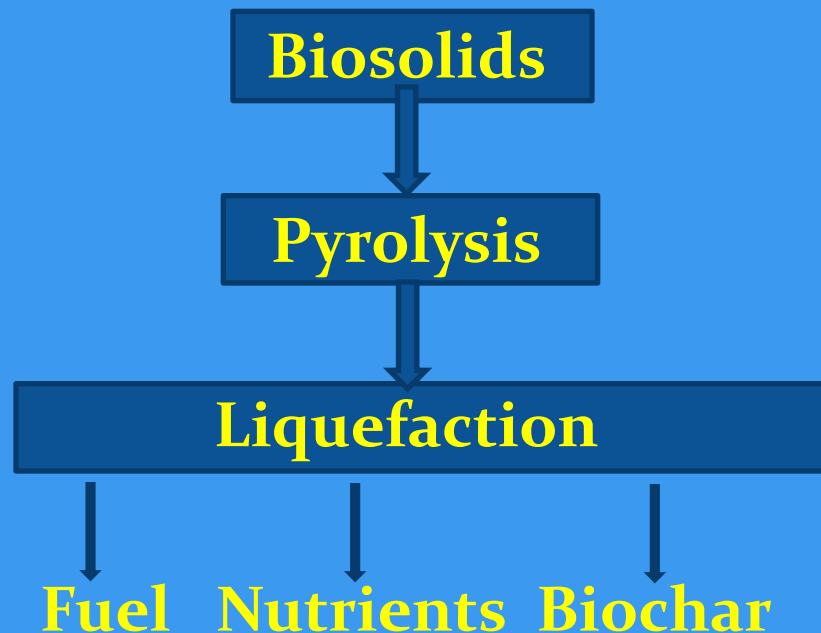 Biosolids
Pyrolysis
Liquefaction
Fuel Nutrients Biochar